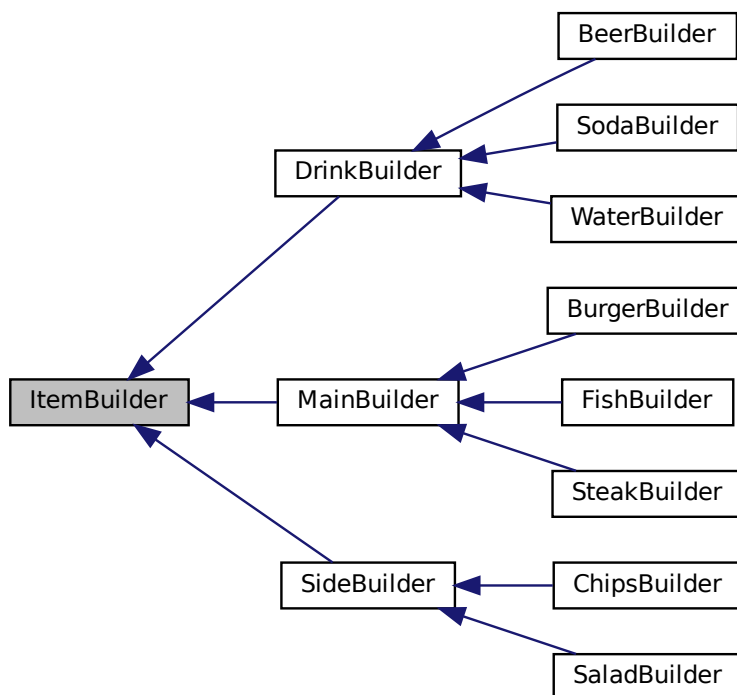 BeerBuilder
SodaBuilder
DrinkBuilder
WaterBuilder
BurgerBuilder
ItemBuilder
MainBuilder
FishBuilder
SteakBuilder
SideBuilder
ChipsBuilder
SaladBuilder